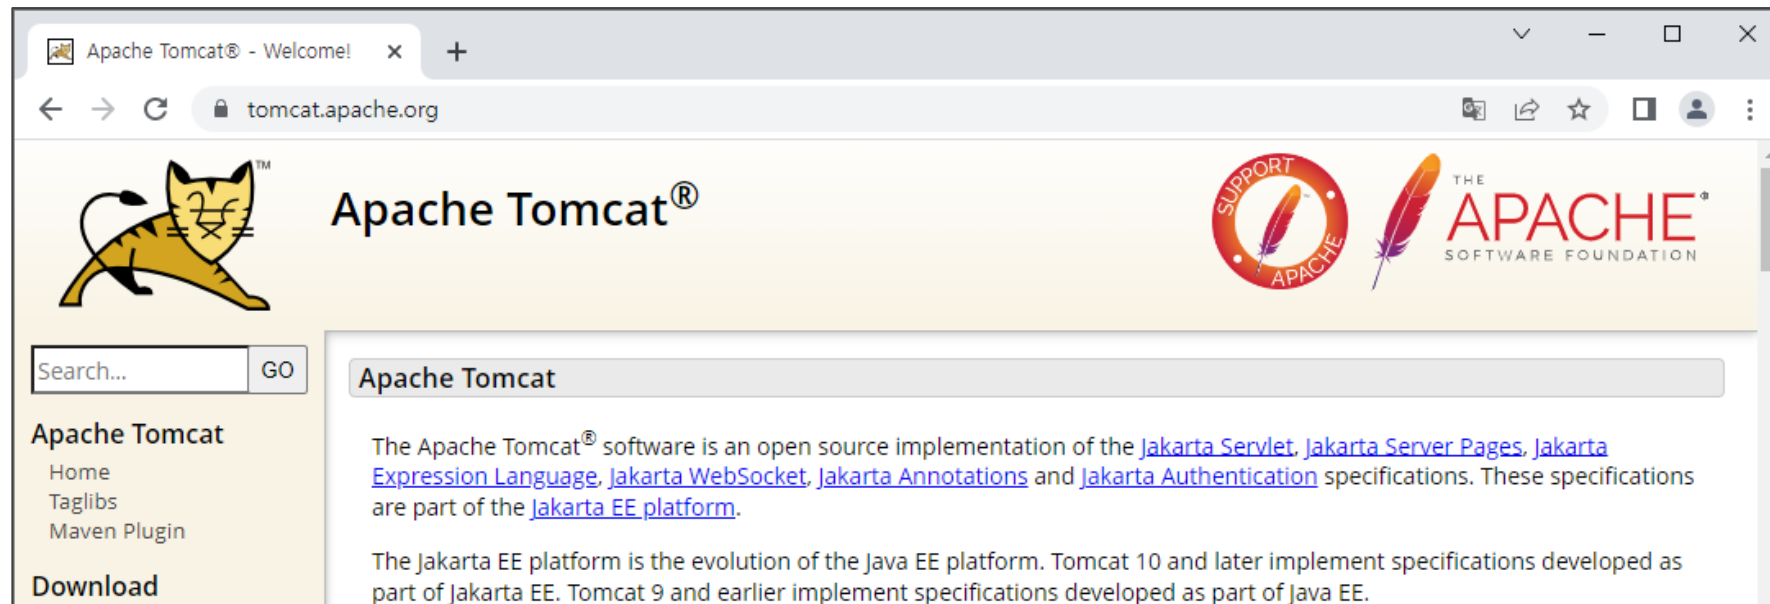 Apache Tomcat® - Welcome!
tomcat.apache.org
TM
Apache Tomcat®
SUPPORT
APACHE
THE
APACHE®
SOFTWARE FOUNDATION
Search...
GO
Apache Tomcat
Home
Taglibs
Maven Plugin
Download
Apache Tomcat
The Apache Tomcat® software is an open source implementation of the Jakarta Servlet, Jakarta Server Pages, Jakarta
Expression Language, Jakarta WebSocket, Jakarta Annotations and Jakarta Authentication specifications. These specifications
are part of the Jakarta EE platform.
The Jakarta EE platform is the evolution of the Java EE platform. Tomcat 10 and later implement specifications developed as
part of Jakarta EE. Tomcat 9 and earlier implement specifications developed as part of Java EE.